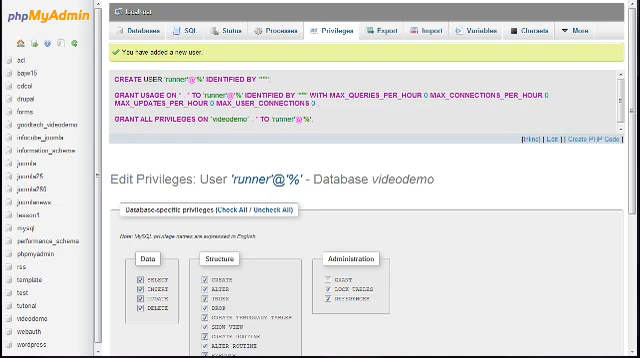 phpMyAdmin
localhost
Databases
SQL
Status
Processes
Privileges
Export
Import
Variables
Charsets
More
You have added a new user.
CREATE USER 'runner'@'%' IDENTIFIED BY '***';
GRANT USAGE ON * . * TO 'runner'@'%' IDENTIFIED BY '***' WITH MAX_QUERIES_PER_HOUR 0 MAX_CONNECTIONS_PER_HOUR 0
MAX_UPDATES_PER_HOUR 0 MAX_USER_CONNECTIONS 0 ;
GRANT ALL PRIVILEGES ON `videodemo` . * TO 'runner'@'%';
[Inline] [ Edit ] [ Create PHP Code ]
acl
bajw15
cdcol
drupal
forms
goodtech_videodemo
infocube_joomla
information_schema
joomla
joomla25
joomla250
joomlanews
lesson1
mysql
performance_schema
phpmyadmin
rss
template
test
tutorial
videodemo
webauth
wordpress
Edit Privileges: User 'runner'@'%' - Database videodemo
Database-specific privileges (Check All / Uncheck All)
Note: MySQL privilege names are expressed in English
Data
SELECT
INSERT
UPDATE
DELETE
Structure
CREATE
ALTER
INDEX
DROP
CREATE TEMPORARY TABLES
SHOW VIEW
CREATE ROUTINE
ALTER ROUTINE
EXECUTE
Administration
GRANT
LOCK TABLES
REFERENCES